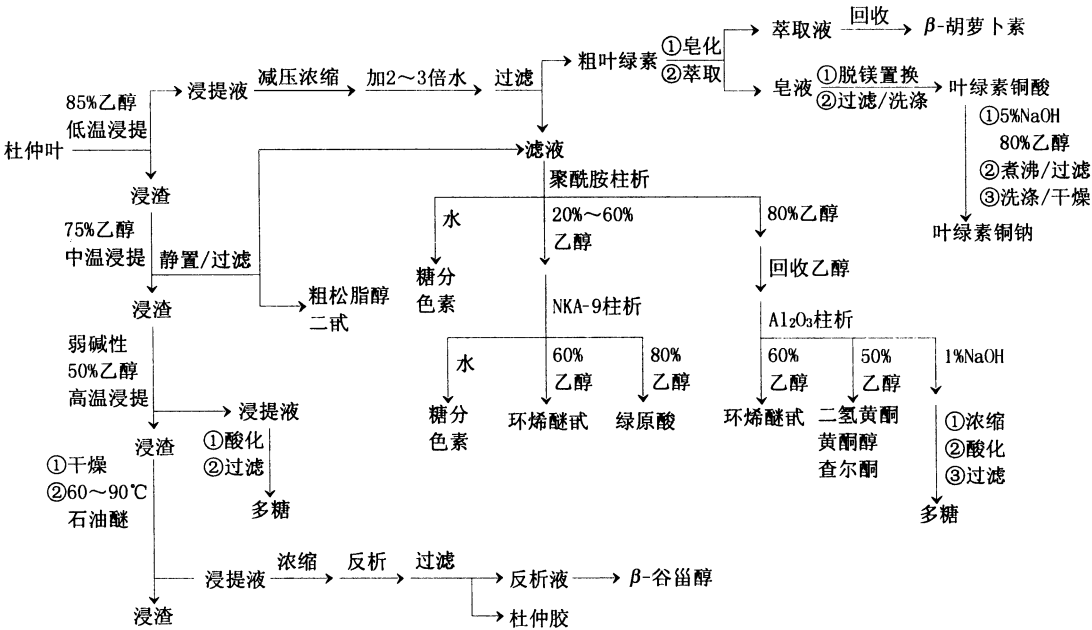 回收
萃取液
β-胡萝卜素
①皂化
粗叶绿素
②萃取
减压浓缩
加2～3倍水
过滤
浸提液
①脱镁置换
皂液
叶绿素铜酸
②过滤/洗涤
85%乙醇
低温浸提
杜仲叶
①5%NaOH
80%乙醇
②煮沸/过滤
③洗涤/干燥
叶绿素铜钠
滤液
聚酰胺柱析
浸渣
水
20%～60%
乙醇
80%乙醇
75%乙醇
中温浸提
静置/过滤
糖分
色素
回收乙醇
粗松脂醇
二甙
浸渣
NKA-9柱析
Al₂O₃柱析
弱碱性
50%乙醇
高温浸提
水
60%
乙醇
80%
乙醇
60%
乙醇
50%
乙醇
1%NaOH
浸提液
糖分
色素
环烯醚甙
绿原酸
环烯醚甙
二氢黄酮
黄酮醇
查尔酮
①浓缩
②酸化
③过滤
浸渣
①酸化
②过滤
①干燥
②60～90℃
石油醚
多糖
多糖
浸提液
浓缩
反析
过滤
反析液
β-谷甾醇
浸渣
杜仲胶